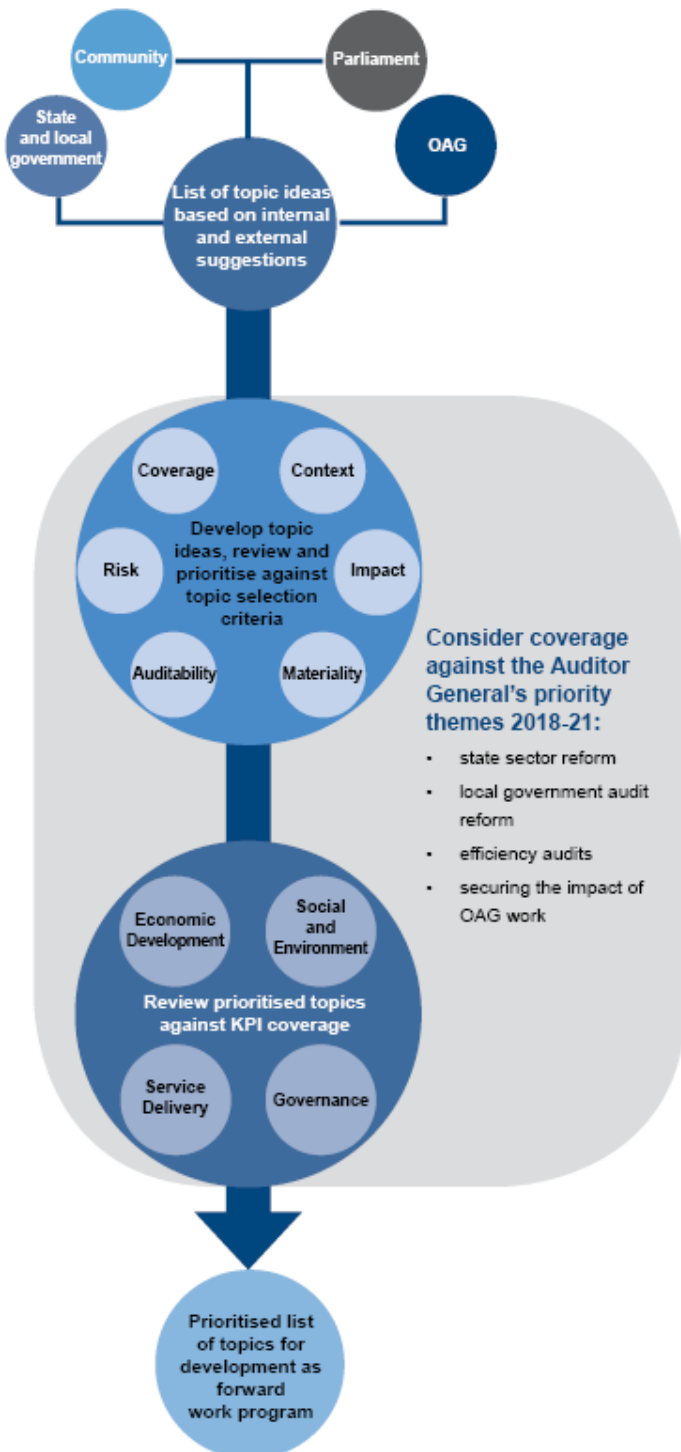 Community
Parliament
State
and local
government
OAG
List of topic ideas
based on internal
and external
suggestions
Coverage
Context
Develop topic
ideas, review and
prioritise against
topic selection
criteria
Risk
Impact
Auditability
Materiality
Consider coverage
against the Auditor
General's priority
themes 2018-21:
• state sector reform
• local government audit
reform
• efficiency audits
• securing the impact of
OAG work
Economic
Development
Social
and
Environment
Review prioritised topics
against KPI coverage
Service
Delivery
Governance
Prioritised list
of topics for
development as
forward
work program